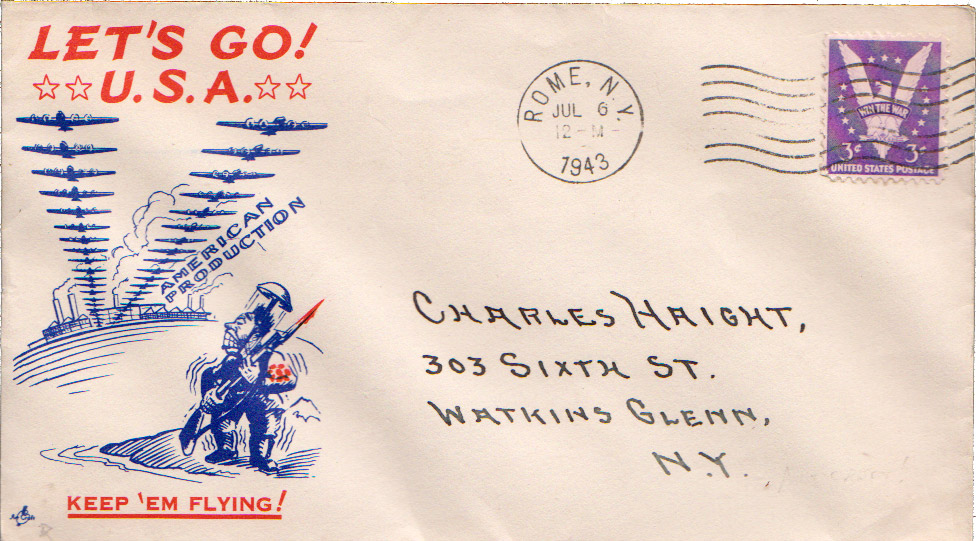 LET'S GO!
U.S.A.
AMERICAN
PRODUCTION
KEEP 'EM FLYING!
ROME, N.Y.
JUL 6
12 - M -
1943
WIN THE WAR
3¢ 3¢
UNITED STATES POSTAGE
CHARLES HAIGHT,
303 SIXTH ST.
WATKINS GLENN,
N.Y.